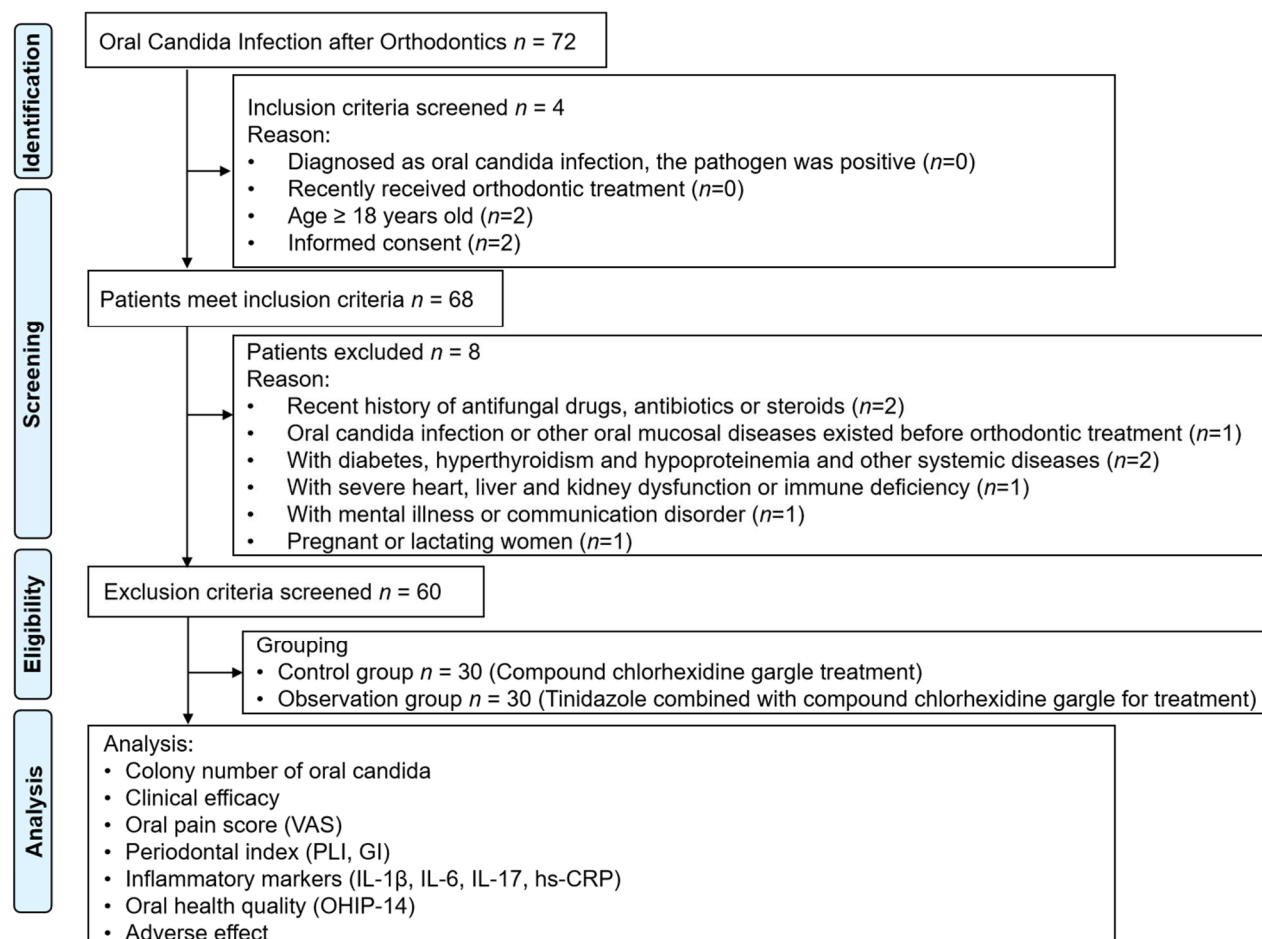 Identification
Oral Candida Infection after Orthodontics n = 72
Inclusion criteria screened n = 4
Reason:
• Diagnosed as oral candida infection, the pathogen was positive (n=0)
• Recently received orthodontic treatment (n=0)
• Age ≥ 18 years old (n=2)
• Informed consent (n=2)
Screening
Patients meet inclusion criteria n = 68
Patients excluded n = 8
Reason:
• Recent history of antifungal drugs, antibiotics or steroids (n=2)
• Oral candida infection or other oral mucosal diseases existed before orthodontic treatment (n=1)
• With diabetes, hyperthyroidism and hypoproteinemia and other systemic diseases (n=2)
• With severe heart, liver and kidney dysfunction or immune deficiency (n=1)
• With mental illness or communication disorder (n=1)
• Pregnant or lactating women (n=1)
Eligibility
Exclusion criteria screened n = 60
Grouping
• Control group n = 30 (Compound chlorhexidine gargle treatment)
• Observation group n = 30 (Tinidazole combined with compound chlorhexidine gargle for treatment)
Analysis
Analysis:
• Colony number of oral candida
• Clinical efficacy
• Oral pain score (VAS)
• Periodontal index (PLI, GI)
• Inflammatory markers (IL-1β, IL-6, IL-17, hs-CRP)
• Oral health quality (OHIP-14)
• Adverse effect